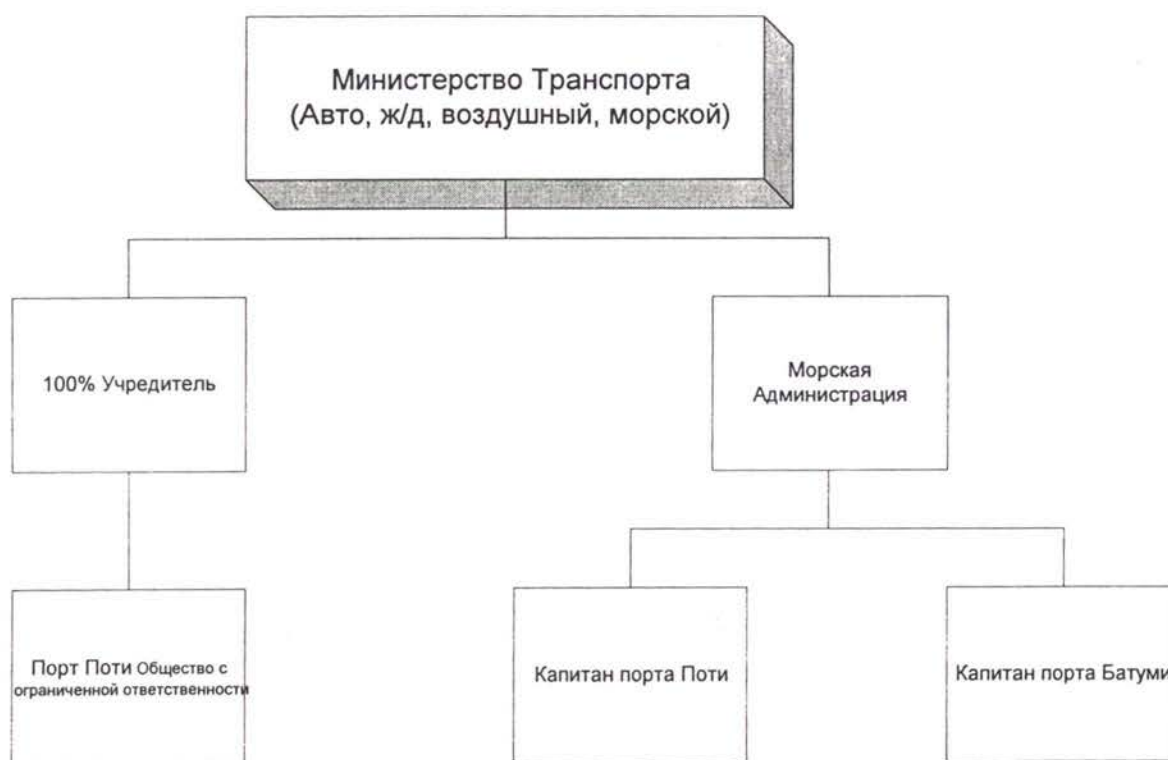 Министерство Транспорта
(Авто, ж/д, воздушный, морской)
100% Учредитель
Морская
Администрация
Порт Поти Общество с
ограниченной ответственности
Капитан порта Поти
Капитан порта Батуми